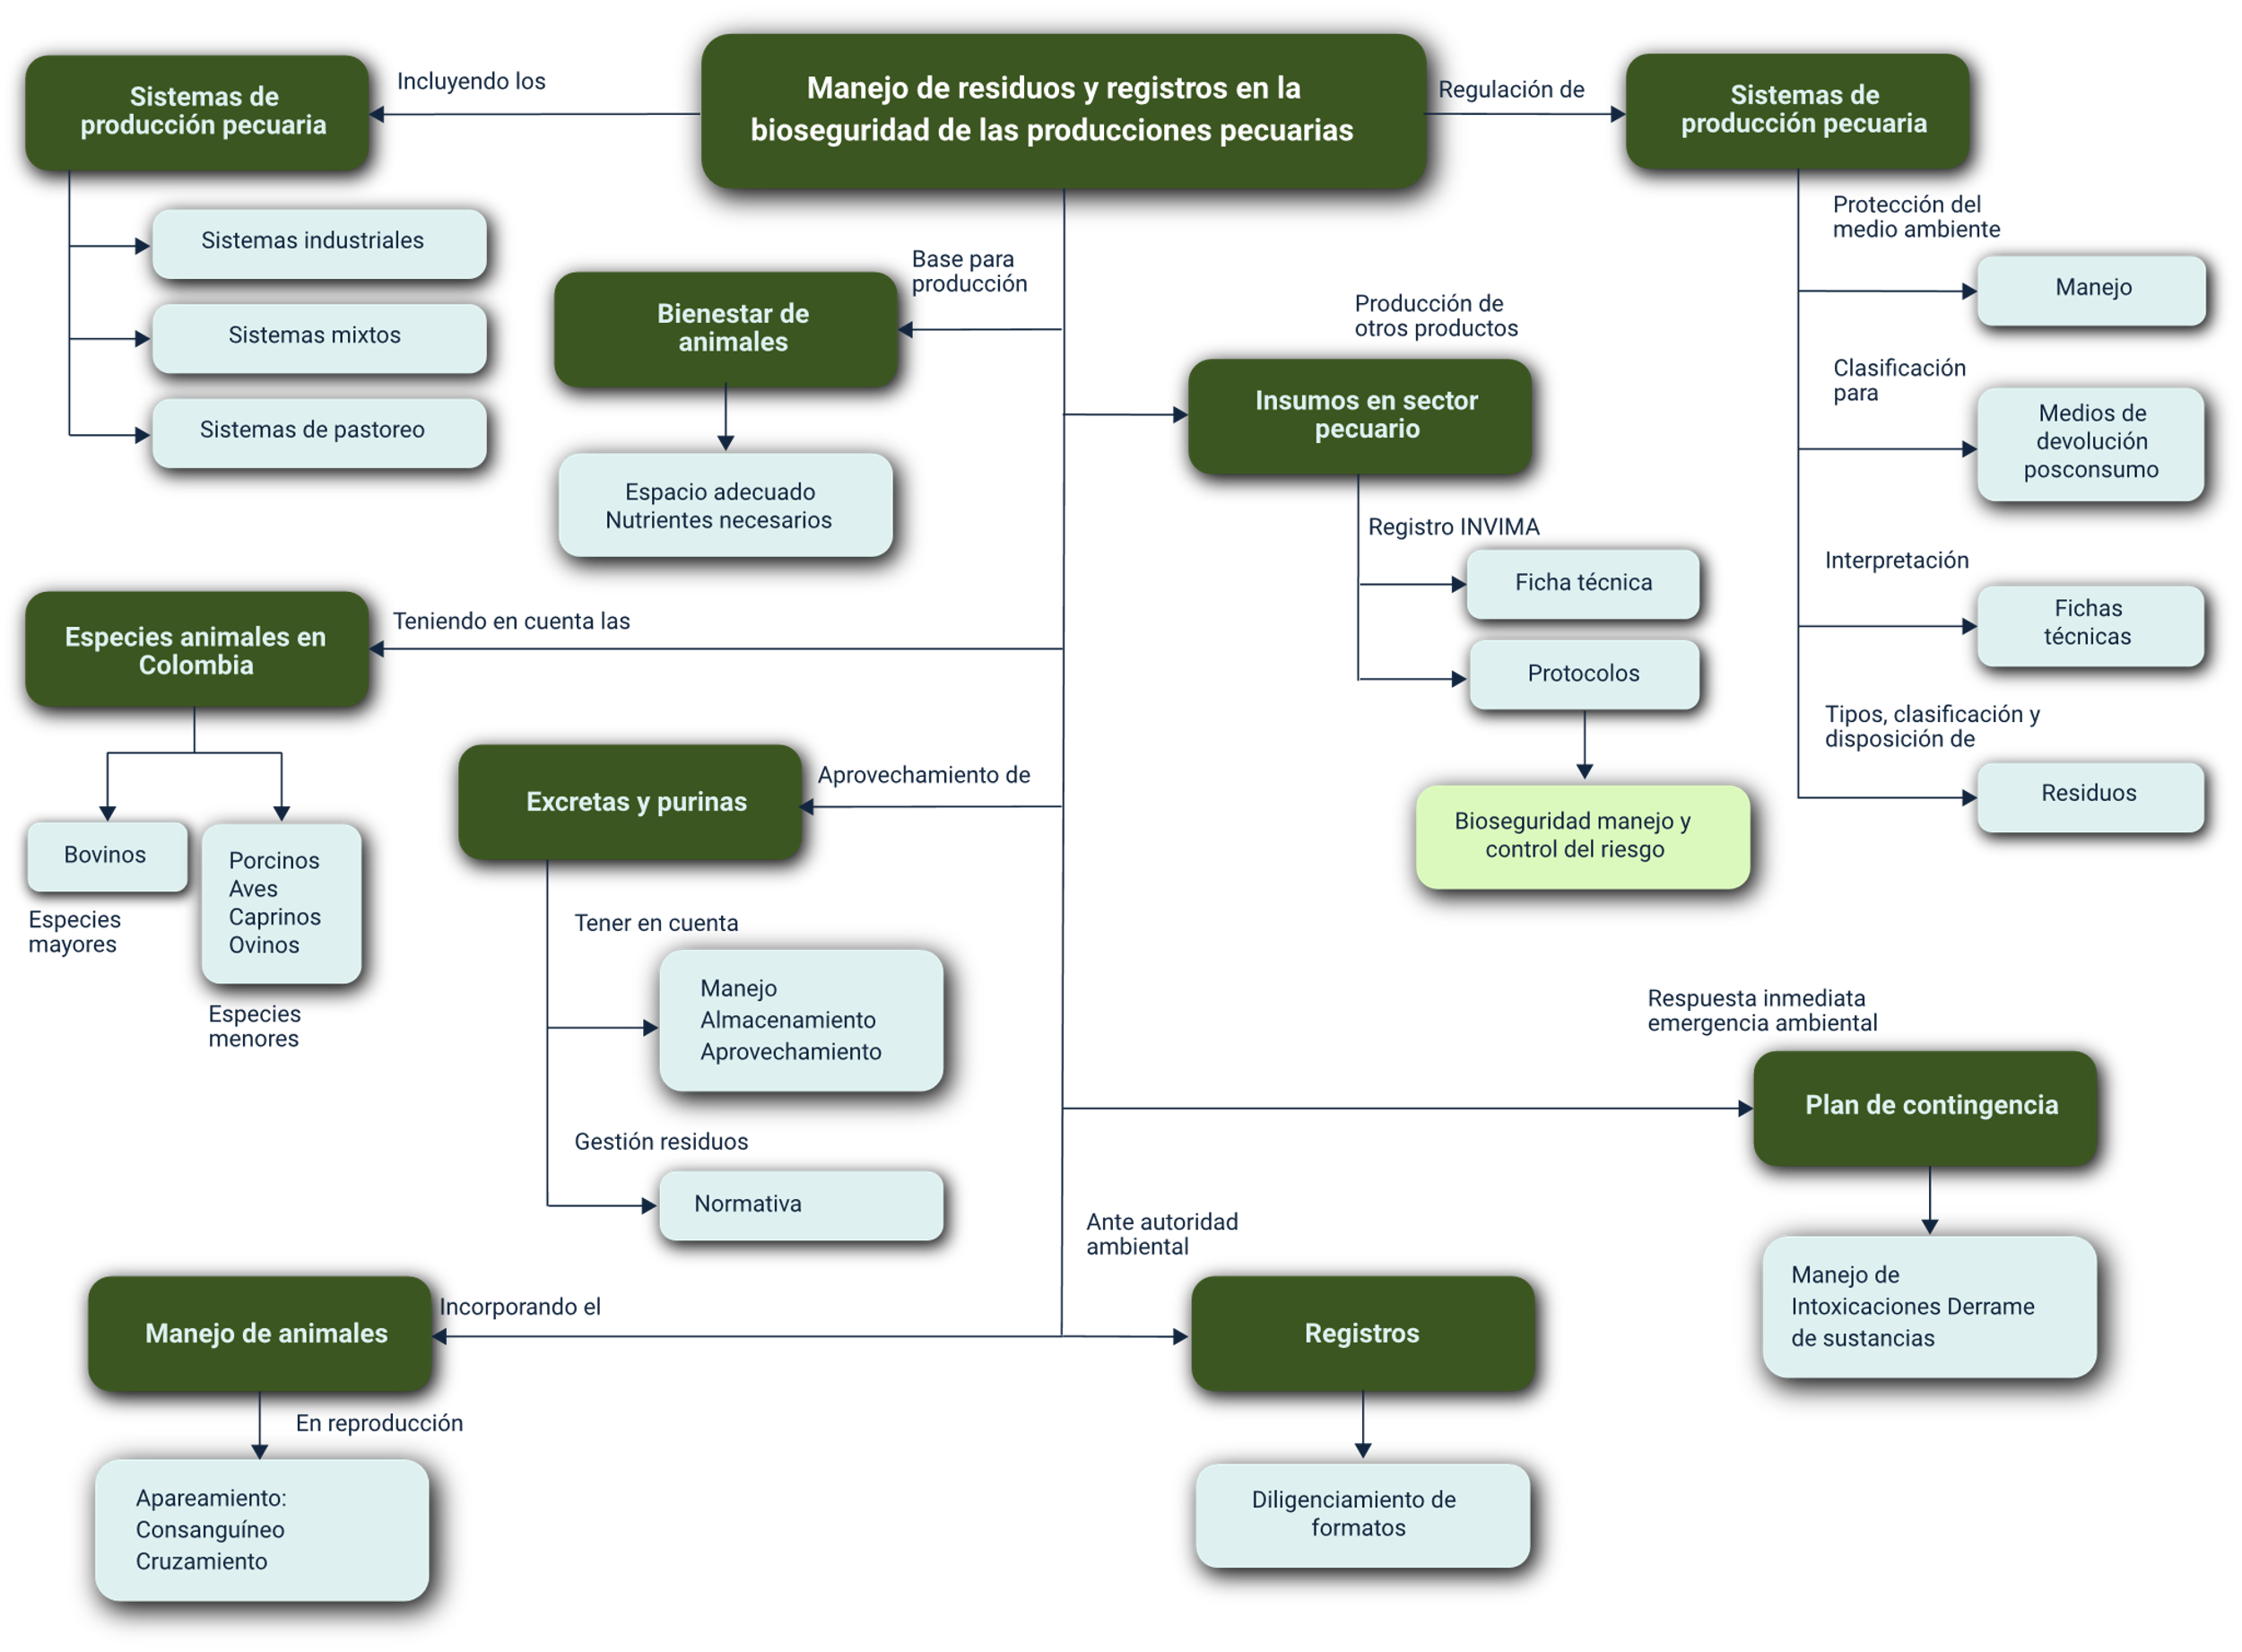 Manejo de residuos y registros en la
bioseguridad de las producciones pecuarias
Incluyendo los
Sistemas de
producción pecuaria
Sistemas industriales
Sistemas mixtos
Sistemas de pastoreo
Regulación de
Sistemas de
producción pecuaria
Protección del
medio ambiente
Manejo
Clasificación
para
Medios de
devolución
posconsumo
Interpretación
Fichas
técnicas
Tipos, clasificación y
disposición de
Residuos
Base para
producción
Bienestar de
animales
Espacio adecuado
Nutrientes necesarios
Producción de
otros productos
Insumos en sector
pecuario
Registro INVIMA
Ficha técnica
Protocolos
Bioseguridad manejo y
control del riesgo
Teniendo en cuenta las
Especies animales en
Colombia
Bovinos
Especies
mayores
Porcinos
Aves
Caprinos
Ovinos
Especies
menores
Aprovechamiento de
Excretas y purinas
Tener en cuenta
Manejo
Almacenamiento
Aprovechamiento
Gestión residuos
Normativa
Respuesta inmediata
emergencia ambiental
Plan de contingencia
Manejo de
Intoxicaciones Derrame
de sustancias
Incorporando el
Manejo de animales
En reproducción
Apareamiento:
Consanguíneo
Cruzamiento
Ante autoridad
ambiental
Registros
Diligenciamiento de
formatos